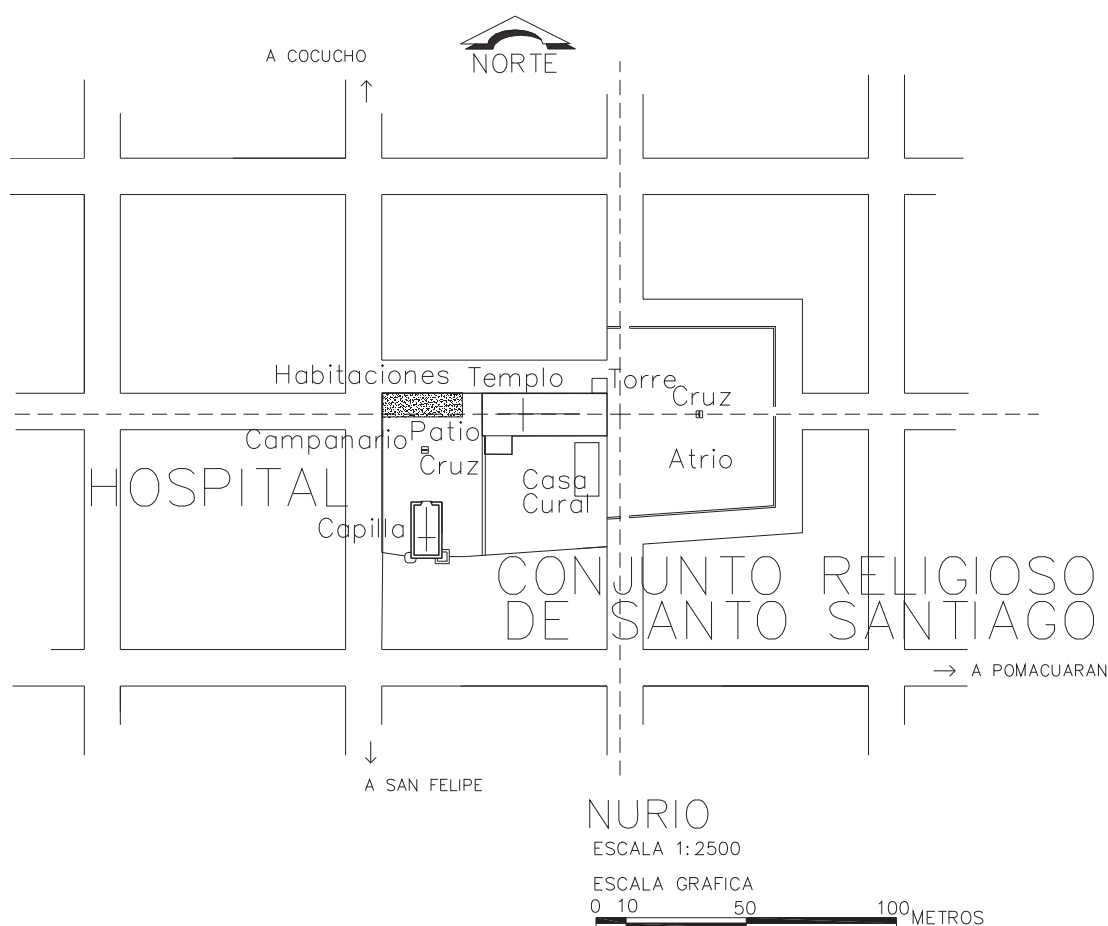 A COCUCHO
NORTE
Habitaciones
Templo
Torre
Cruz
Campanario
Patio
Cruz
Atrio
HOSPITAL
Casa
Cural
Capilla
CONJUNTO RELIGIOSO
DE SANTO SANTIAGO
A POMACUARAN
A SAN FELIPE
NURIO
ESCALA 1:2500
ESCALA GRAFICA
0 10 50 100 METROS